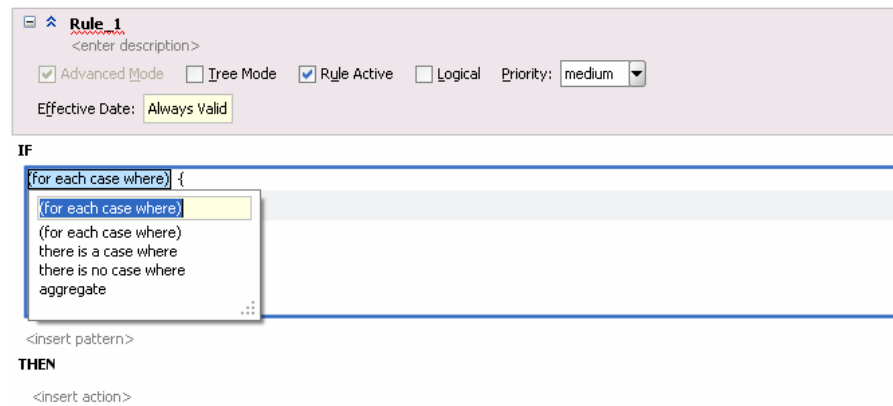 Rule_1
<enter description>
Advanced Mode Tree Mode Rule Active Logical Priority: medium
Effective Date: Always Valid
IF
(for each case where) {
(for each case where)
(for each case where)
there is a case where
there is no case where
aggregate
<insert pattern>
THEN
<insert action>